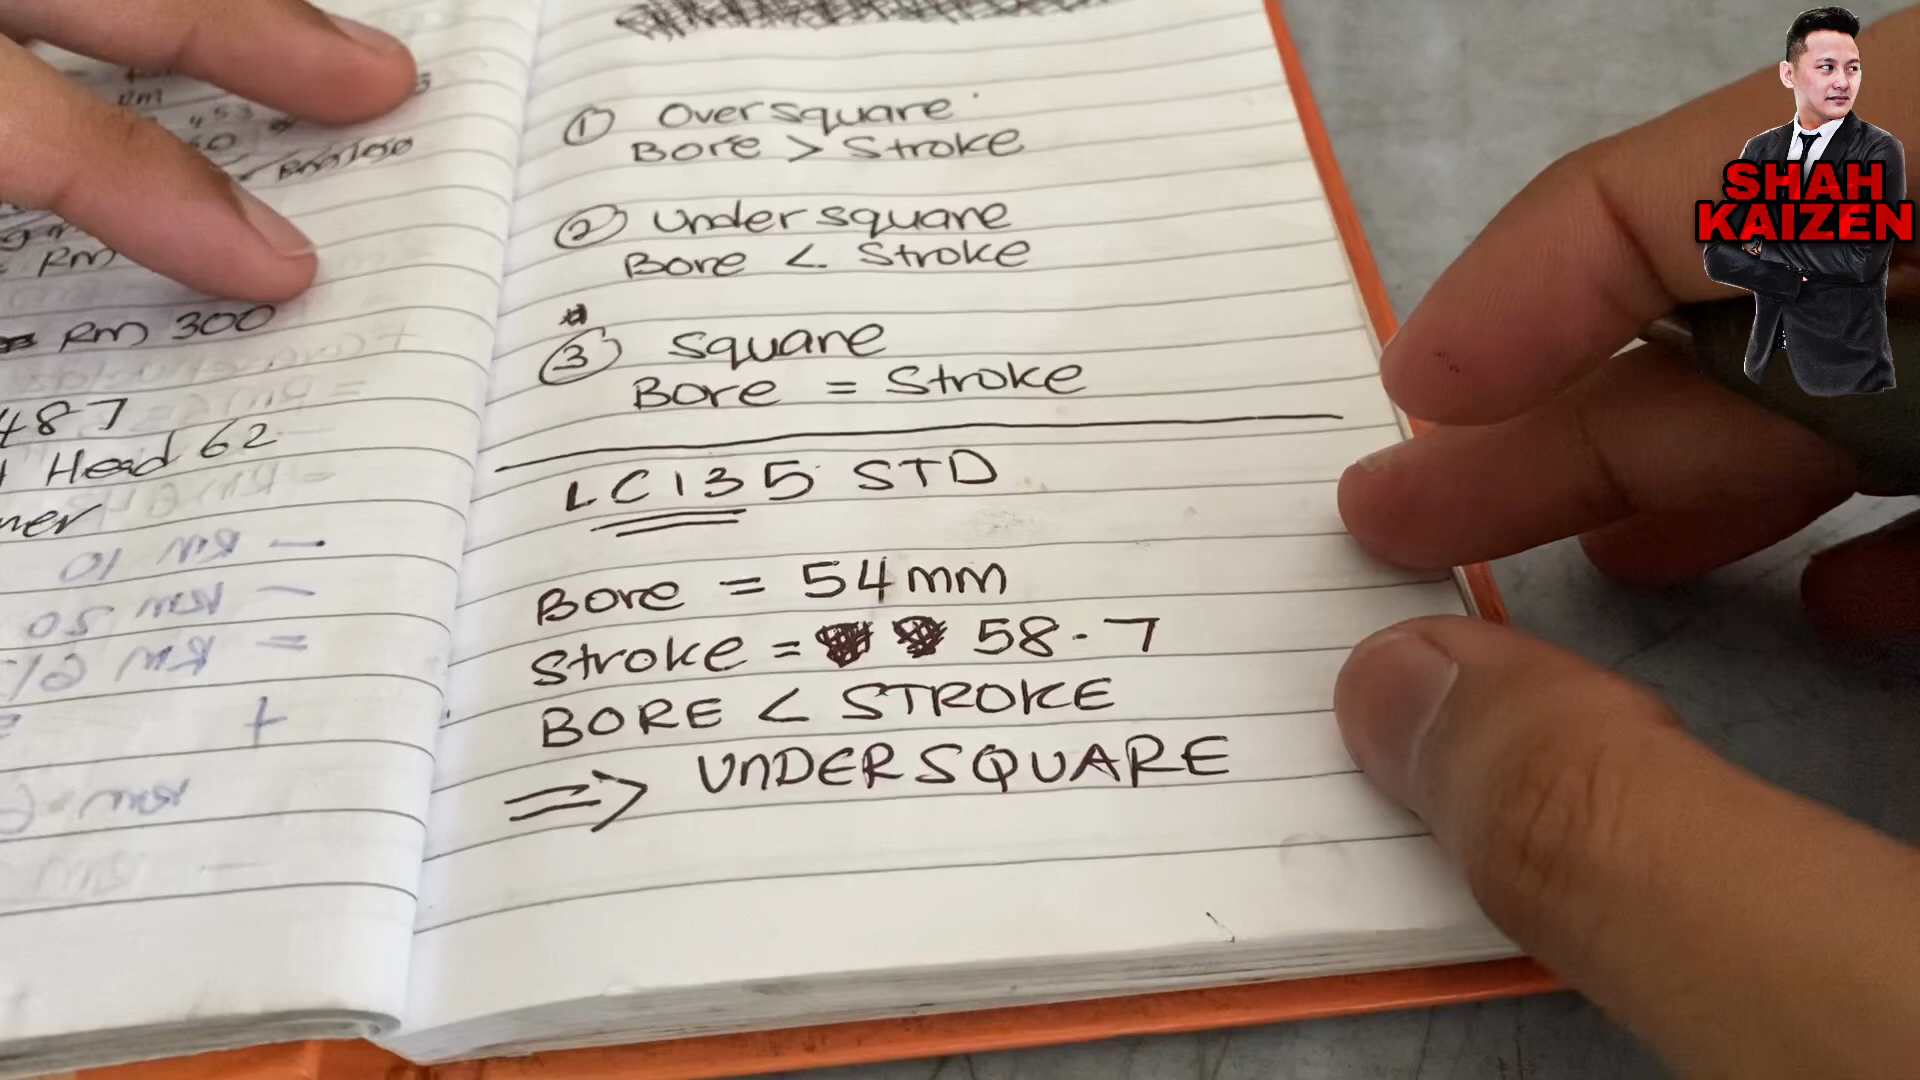 RM 300
487
Head 62
① Oversquare
Bore > Stroke
② Undersquare
Bore < Stroke
③ Square
Bore = Stroke
LC135 STD
Bore = 54mm
Stroke = 58.7
BORE < STROKE
=> UNDERSQUARE
SHAH
KAIZEN